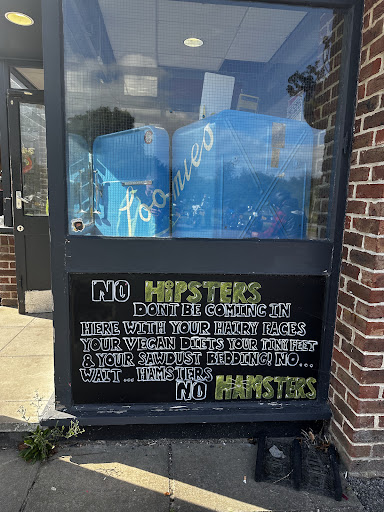 NO HiPSTERS
DONT BE COMING IN
HERE WITH YOUR HAIRY FACES
YOUR VEGAN DIETS YOUR TINY FEET
& YOUR SAWDUST BEDDING! NO...
WAIT... HAMSTERS
NO HAMSTERS